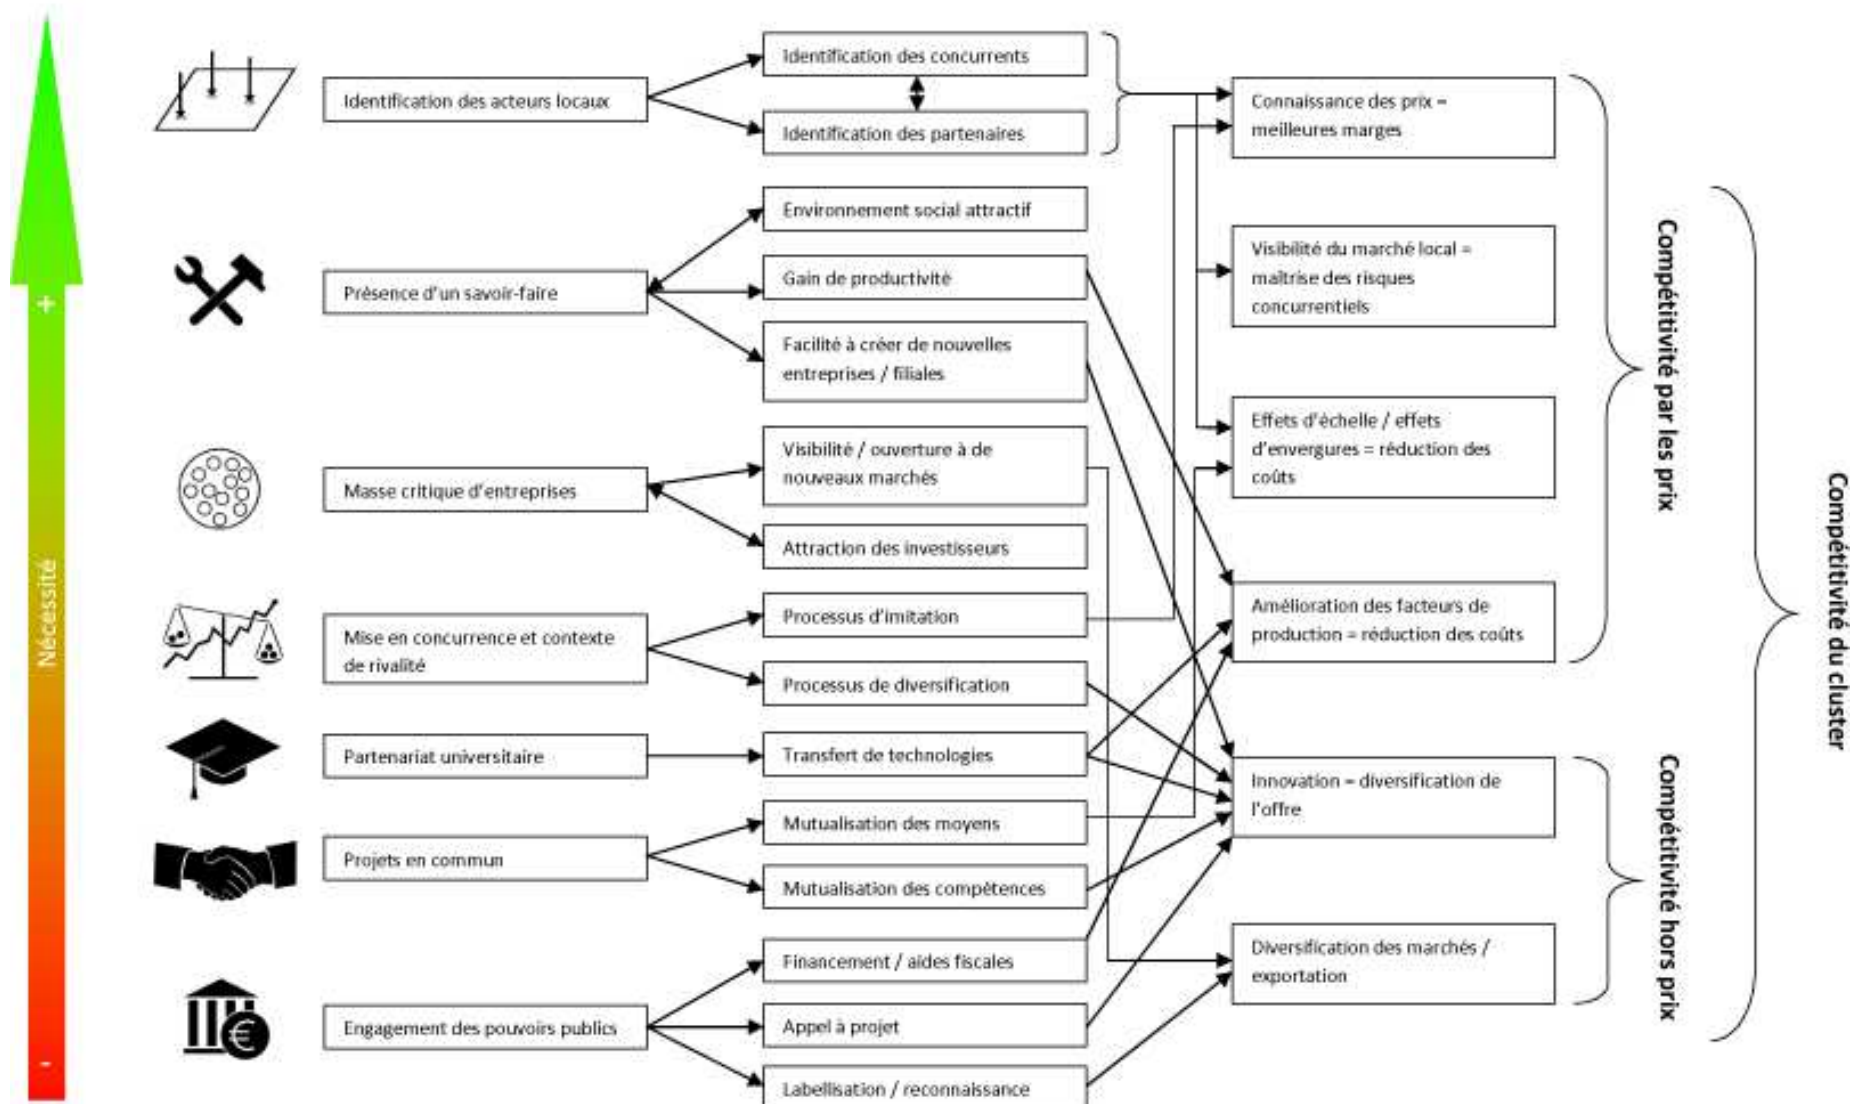 +
Nécessité
-
Identification des acteurs locaux
Présence d'un savoir-faire
Masse critique d'entreprises
Mise en concurrence et contexte
de rivalité
Partenariat universitaire
Projets en commun
€
Engagement des pouvoirs publics
Identification des concurrents
Identification des partenaires
Environnement social attractif
Gain de productivité
Facilité à créer de nouvelles
entreprises / filiales
Visibilité / ouverture à de
nouveaux marchés
Attraction des investisseurs
Processus d'imitation
Processus de diversification
Transfert de technologies
Mutualisation des moyens
Mutualisation des compétences
Financement / aides fiscales
Appel à projet
Labellisation / reconnaissance
Connaissance des prix =
meilleures marges
Visibilité du marché local =
maîtrise des risques
concurrentiels
Effets d'échelle / effets
d'envergures = réduction des
coûts
Amélioration des facteurs de
production = réduction des coûts
Innovation = diversification de
l'offre
Diversification des marchés /
exportation
Compétitivité par les prix
Compétitivité hors prix
Compétitivité du cluster